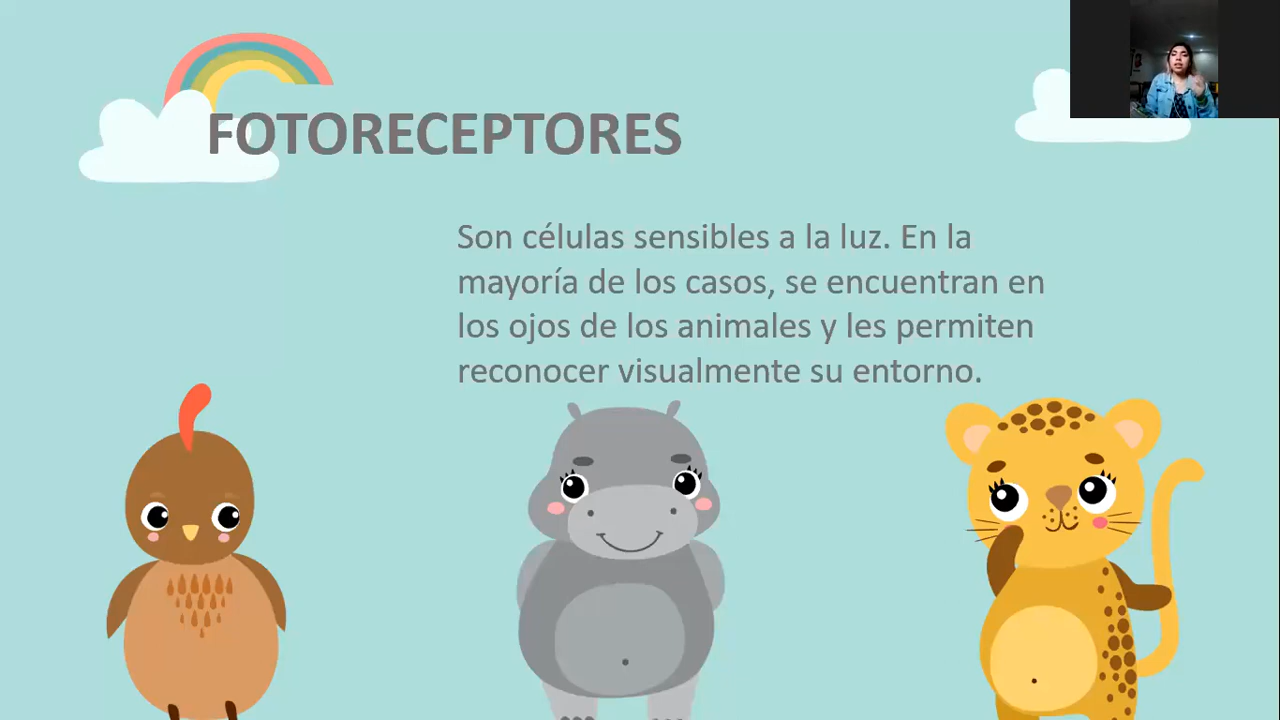 FOTORECEPTORES
Son células sensibles a la luz. En la
mayoría de los casos, se encuentran en
los ojos de los animales y les permiten
reconocer visualmente su entorno.